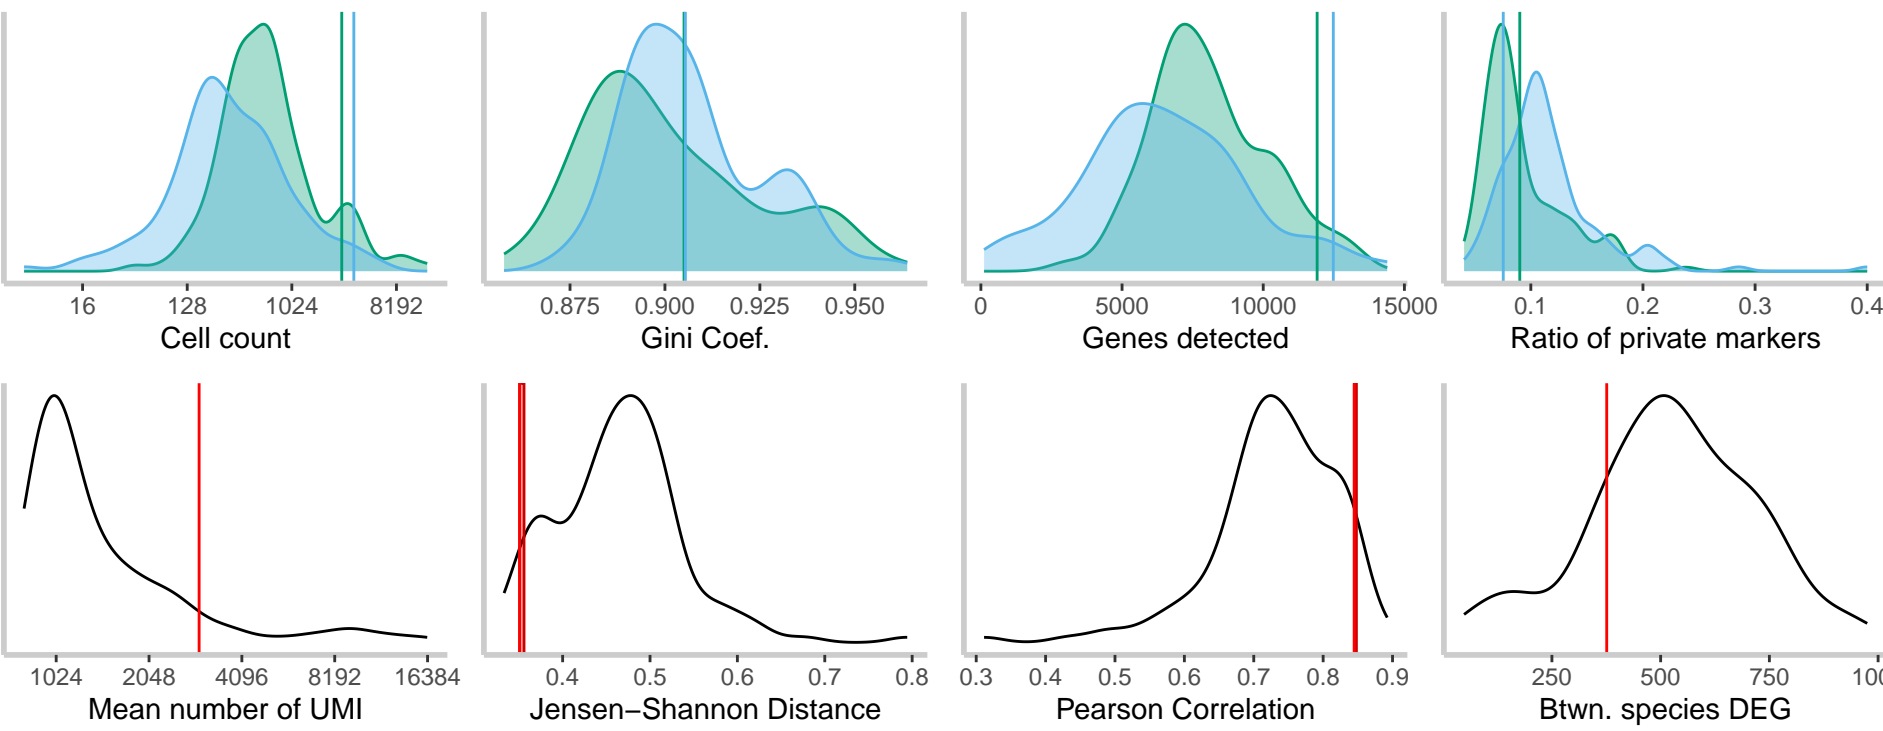 16 128 1024 8192
Cell count
0.875 0.900 0.925 0.950
Gini Coef.
0 5000 10000 15000
Genes detected
0.1 0.2 0.3 0.4
Ratio of private markers
1024 2048 4096 8192 16384
Mean number of UMI
0.4 0.5 0.6 0.7 0.8
Jensen−Shannon Distance
0.3 0.4 0.5 0.6 0.7 0.8 0.9
Pearson Correlation
250 500 750 100
Btwn. species DEG